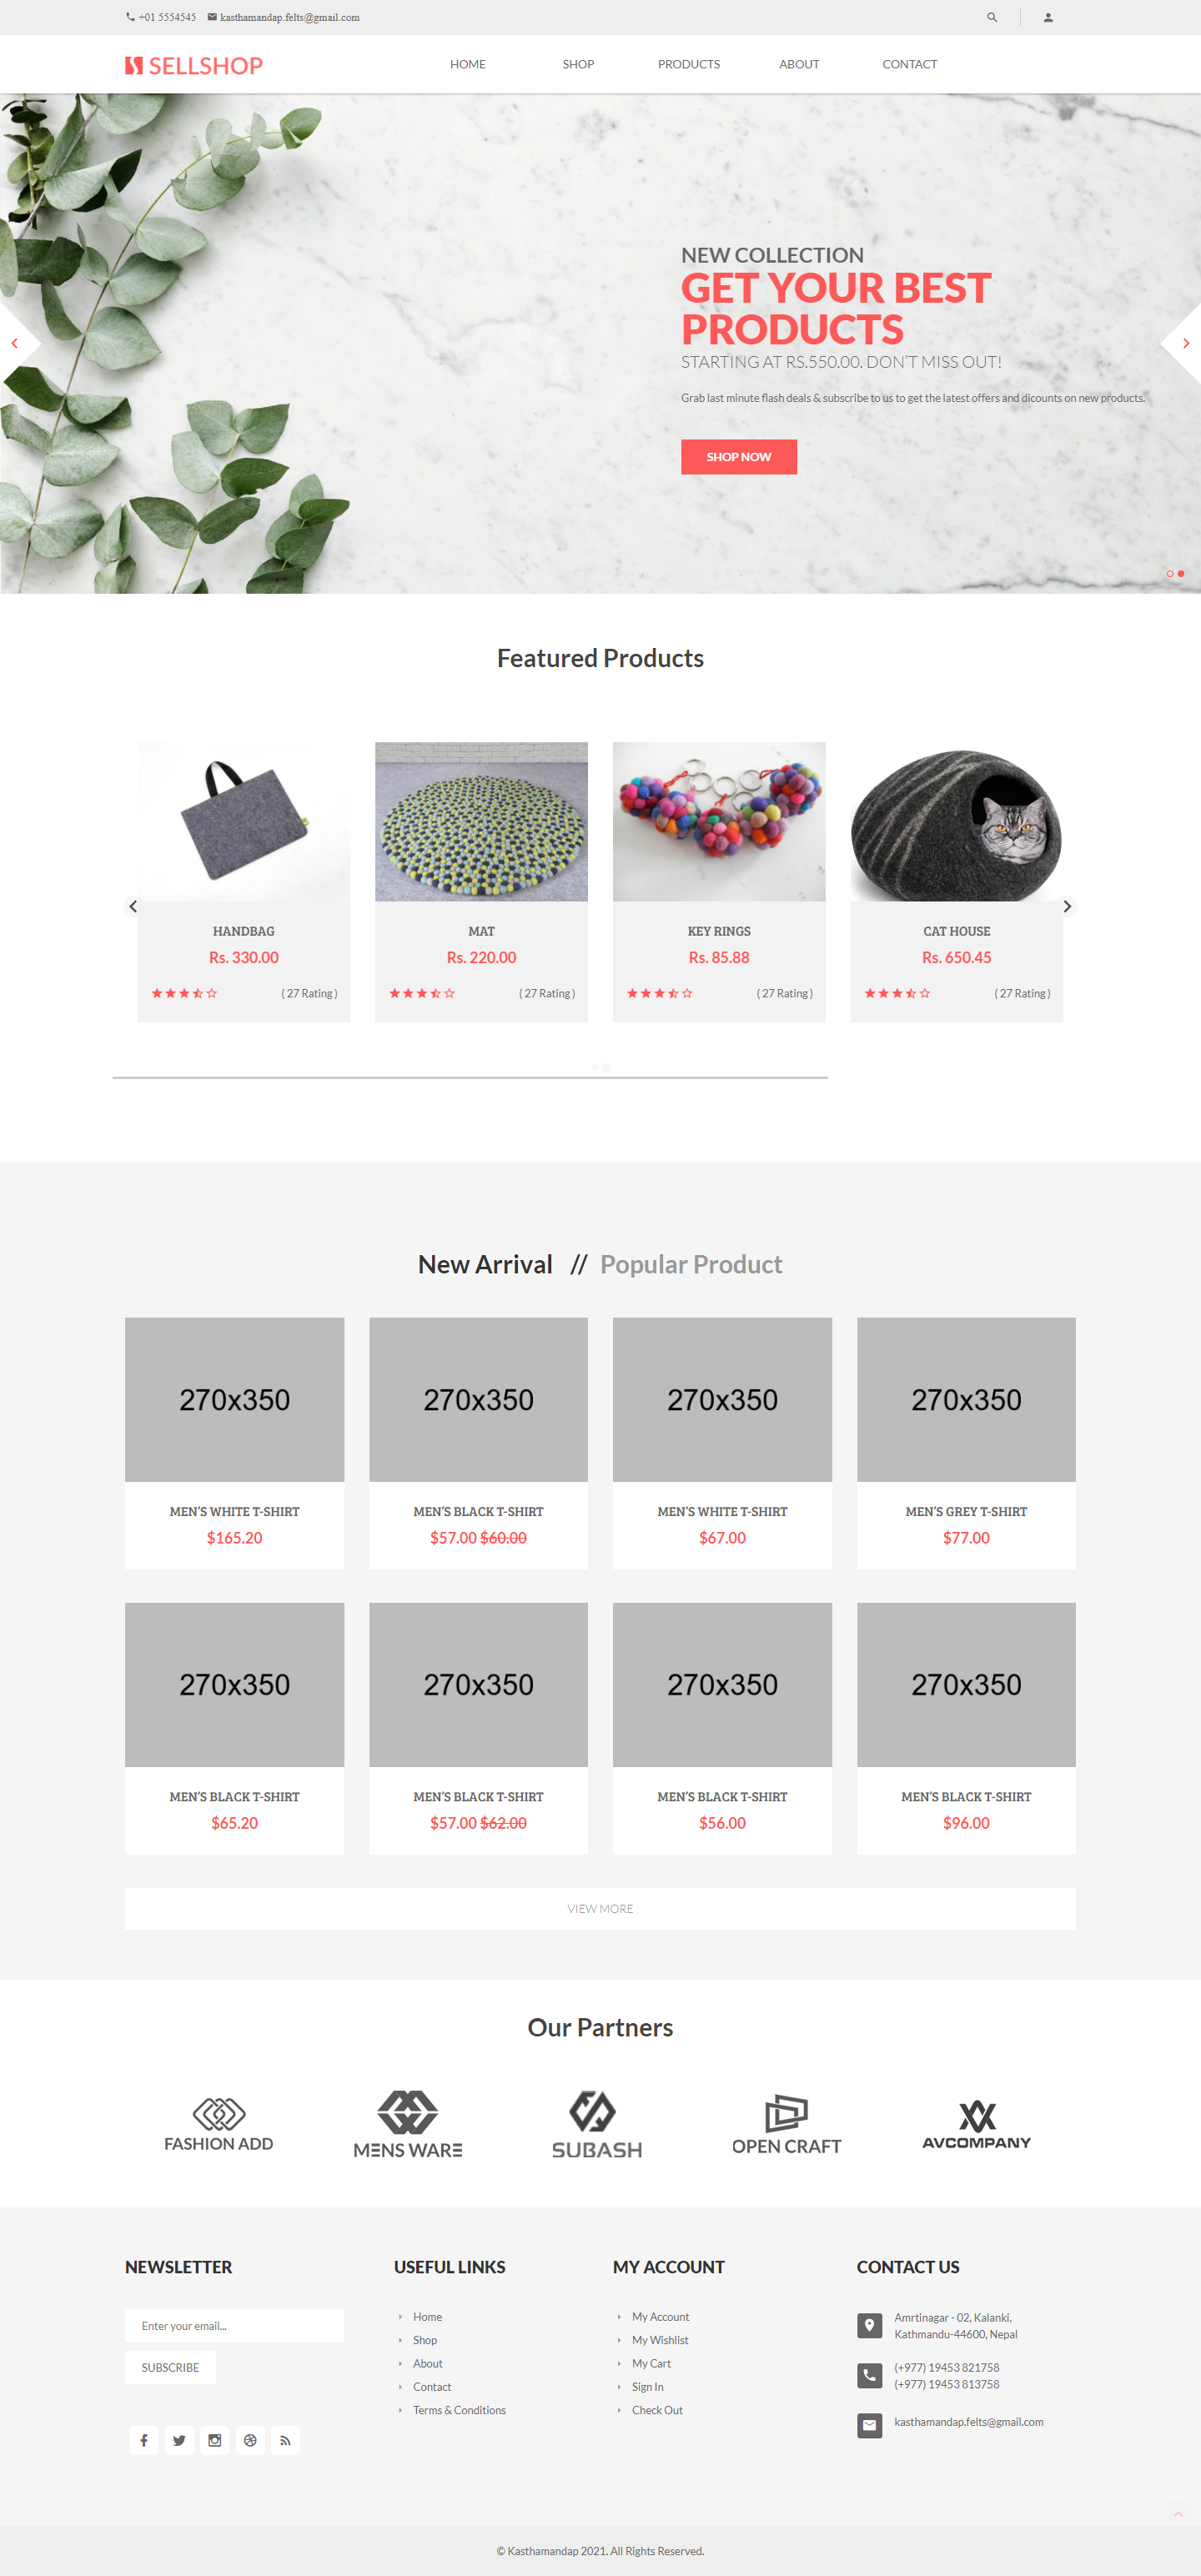 +01 5554545 kasthamandap.felts@gmail.com
SELLSHOP
HOME SHOP PRODUCTS ABOUT CONTACT
NEW COLLECTION
GET YOUR BEST
PRODUCTS
STARTING AT RS.550.00. DON'T MISS OUT!
Grab last minute flash deals & subscribe to us to get the latest offers and dicounts on new products.
SHOP NOW
Featured Products
HANDBAG
Rs. 330.00
( 27 Rating )
MAT
Rs. 220.00
( 27 Rating )
KEY RINGS
Rs. 85.88
( 27 Rating )
CAT HOUSE
Rs. 650.45
( 27 Rating )
New Arrival // Popular Product
270x350
MEN'S WHITE T-SHIRT
$165.20
270x350
MEN'S BLACK T-SHIRT
$57.00 $60.00
270x350
MEN'S WHITE T-SHIRT
$67.00
270x350
MEN'S GREY T-SHIRT
$77.00
270x350
MEN'S BLACK T-SHIRT
$65.20
270x350
MEN'S BLACK T-SHIRT
$57.00 $62.00
270x350
MEN'S BLACK T-SHIRT
$56.00
270x350
MEN'S BLACK T-SHIRT
$96.00
VIEW MORE
Our Partners
FASHION ADD
MENS WARE
SUBASH
OPEN CRAFT
AVCOMPANY
NEWSLETTER
Enter your email...
SUBSCRIBE
USEFUL LINKS
Home
Shop
About
Contact
Terms & Conditions
MY ACCOUNT
My Account
My Wishlist
My Cart
Sign In
Check Out
CONTACT US
Amrtinagar - 02, Kalanki,
Kathmandu-44600, Nepal
(+977) 19453 821758
(+977) 19453 813758
kasthamandap.felts@gmail.com
© Kasthamandap 2021. All Rights Reserved.